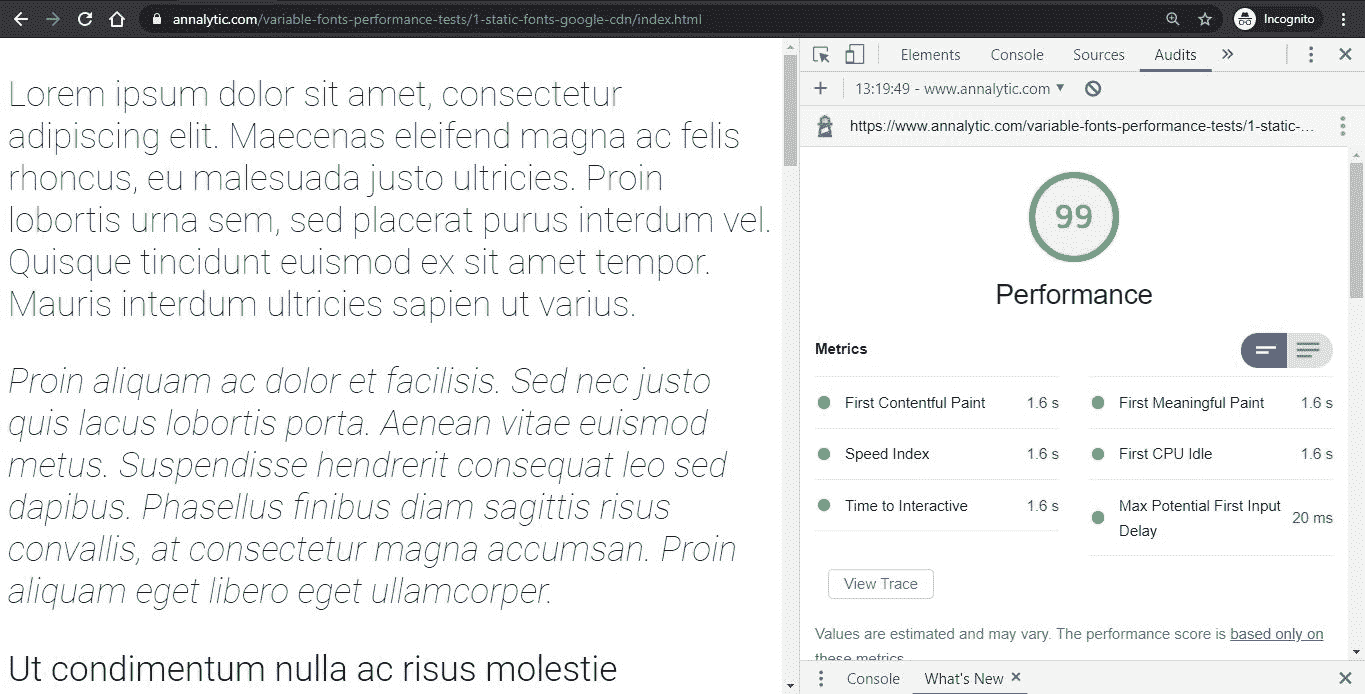 annalytic.com/variable-fonts-performance-tests/1-static-fonts-google-cdn/index.html
Incognito
Lorem ipsum dolor sit amet, consectetur
adipiscing elit. Maecenas eleifend magna ac felis
rhoncus, eu malesuada justo ultricies. Proin
lobortis urna sem, sed placerat purus interdum vel.
Quisque tincidunt euismod ex sit amet tempor.
Mauris interdum ultricies sapien ut varius.
Proin aliquam ac dolor et facilisis. Sed nec justo
quis lacus lobortis porta. Aenean vitae euismod
metus. Suspendisse hendrerit consequat leo sed
dapibus. Phasellus finibus diam sagittis risus
convallis, at consectetur magna accumsan. Proin
aliquam eget libero eget ullamcorper.
Ut condimentum nulla ac risus molestie
Elements Console Sources Audits
13:19:49 - www.annalytic.com
https://www.annalytic.com/variable-fonts-performance-tests/1-static-...
99
Performance
Metrics
First Contentful Paint 1.6 s
First Meaningful Paint 1.6 s
Speed Index 1.6 s
First CPU Idle 1.6 s
Time to Interactive 1.6 s
Max Potential First Input
Delay 20 ms
View Trace
Values are estimated and may vary. The performance score is based only on
these metrics
Console What's New